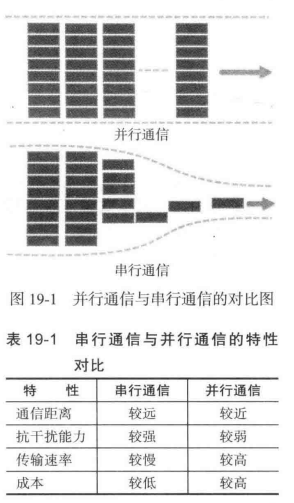 并行通信
串行通信
图 19-1 并行通信与串行通信的对比图
表 19-1 串行通信与并行通信的特性
对比
特 性 串行通信 并行通信
通信距离 较远 较近
抗干扰能力 较强 较弱
传输速率 较慢 较高
成本 较低 较高